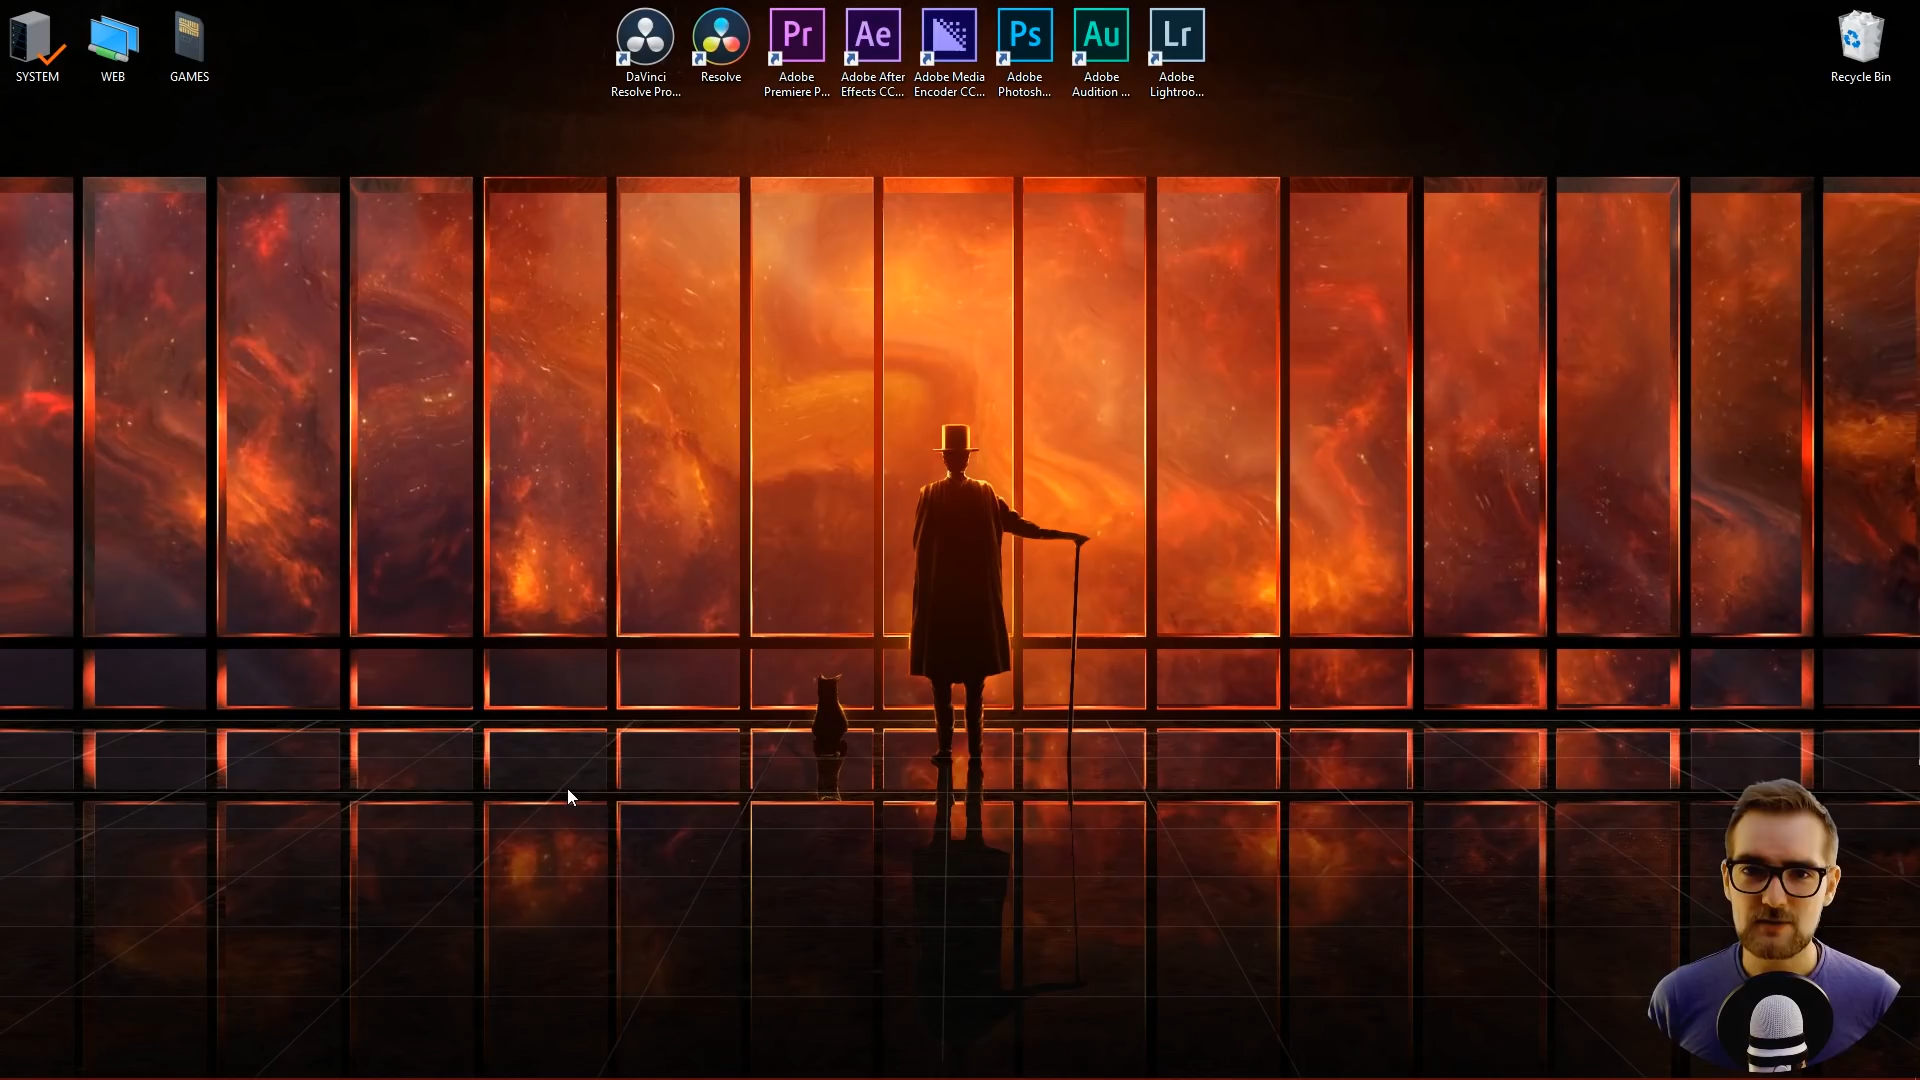 SYSTEM
WEB
GAMES
DaVinci
Resolve Pro...
Resolve
Pr
Adobe
Premiere P...
Ae
Adobe After
Effects CC...
Adobe Media
Encoder CC...
Ps
Adobe
Photosh...
Au
Adobe
Audition ...
Lr
Adobe
Lightroo...
Recycle Bin